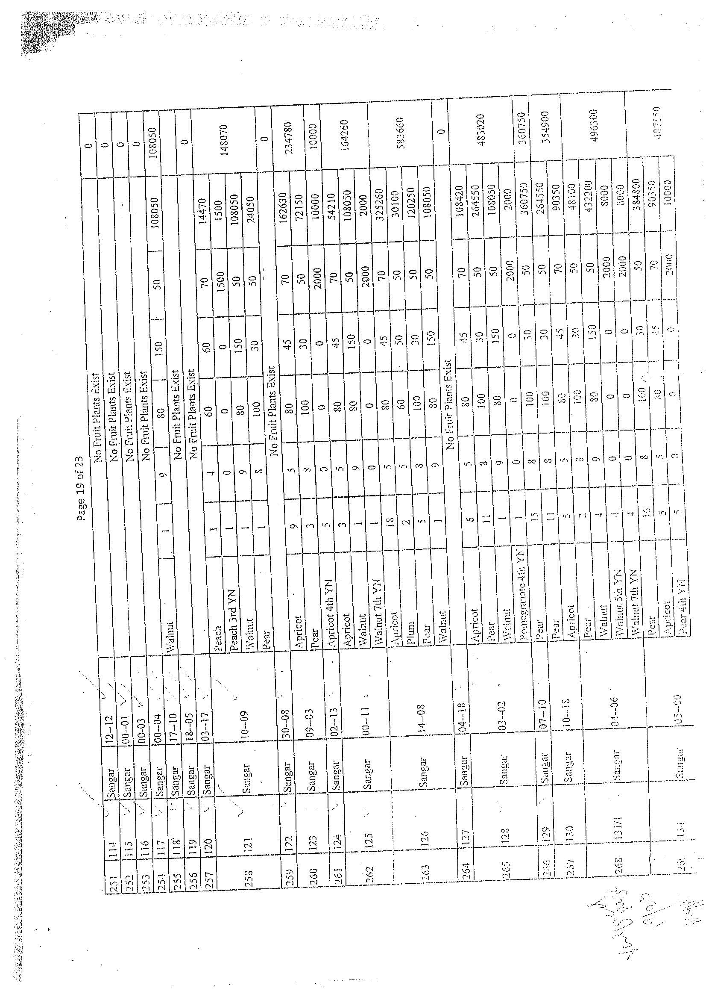 Page 19 of 23
251 114 Sangar 12--12 No Fruit Plants Exist 0
252 115 Sangar 00--01 No Fruit Plants Exist 0
253 116 Sangar 00-03 No Fruit Plants Exist 0
254 117 Sangar 00--04 No Fruit Plants Exist 0
255 118 Sangar 17--10 Walnut 1 9 80 150 50 108050 108050
256 119 Sangar 18--05 No Fruit Plants Exist
257 120 Sangar 03--17 No Fruit Plants Exist 0
258 121 Sangar 10--09 Peach 1 4 60 60 70 14470 148070
Peach 3rd YN 1 0 0 0 1500 1500
Walnut 1 9 80 150 50 108050
Pear 1 8 100 30 50 24050
259 122 Sangar 30--08 No Fruit Plants Exist 0
260 123 Sangar 09--03 Apricot 9 5 80 45 70 162630 234780
Pear 3 8 100 30 50 72150
261 124 Sangar 02--13 Apricot 4th YN 5 0 0 0 2000 10000 10000
262 125 Sangar 00--11 Apricot 3 5 80 45 70 54210 164260
Walnut 1 9 80 150 50 108050
Walnut 7th YN 1 0 0 0 2000 2000
263 126 Sangar 14--08 Apricot 18 5 80 45 70 325260 583660
Plum 2 5 60 50 50 30100
Pear 5 8 100 30 50 120250
Walnut 1 9 80 150 50 108050
264 127 Sangar 04--18 No Fruit Plants Exist 0
265 128 Sangar 03--02 Apricot 6 5 80 45 70 108420 483020
Pear 11 8 100 30 50 264550
Walnut 1 9 80 150 50 108050
Pomegranate 4th YN 1 0 0 0 2000 2000
266 129 Sangar 07--10 Pear 15 8 100 30 50 360750 360750
267 130 Sangar 10--18 Pear 11 8 100 30 50 264550 354900
Apricot 5 5 80 45 70 90350
268 131/1 Sangar 04--06 Pear 2 8 100 30 50 48100 496300
Walnut 4 9 80 150 50 432200
Walnut 5th YN 4 0 0 0 2000 8000
Walnut 7th YN 4 0 0 0 2000 8000
134 Sangar 05--00 Pear 16 8 100 30 50 384800 487150
Apricot 5 5 80 45 70 90350
Pear 4th YN 5 0 0 0 2000 10000